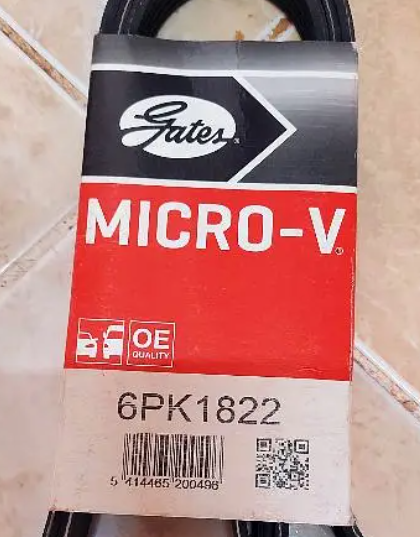 Gates®
MICRO-V®
OE
QUALITY
6PK1822
5 414465 200496